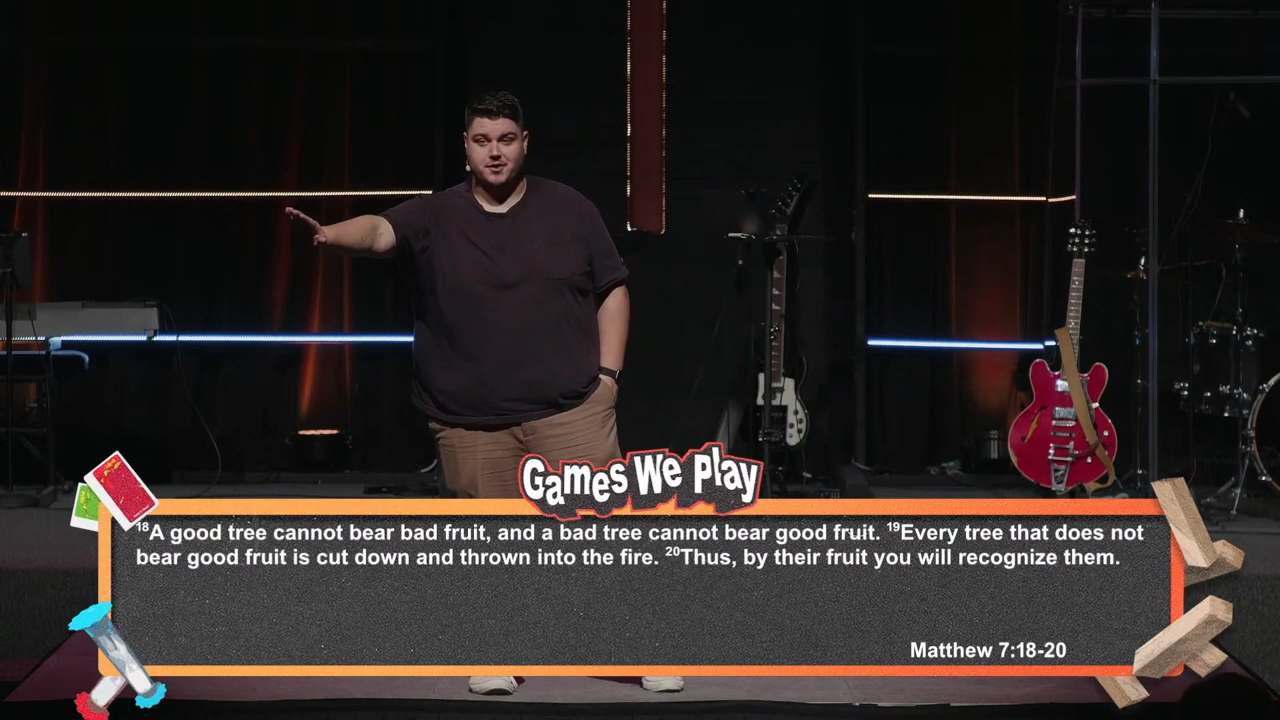 Games We Play
¹⁸A good tree cannot bear bad fruit, and a bad tree cannot bear good fruit. ¹⁹Every tree that does not
bear good fruit is cut down and thrown into the fire. ²⁰Thus, by their fruit you will recognize them.
Matthew 7:18-20